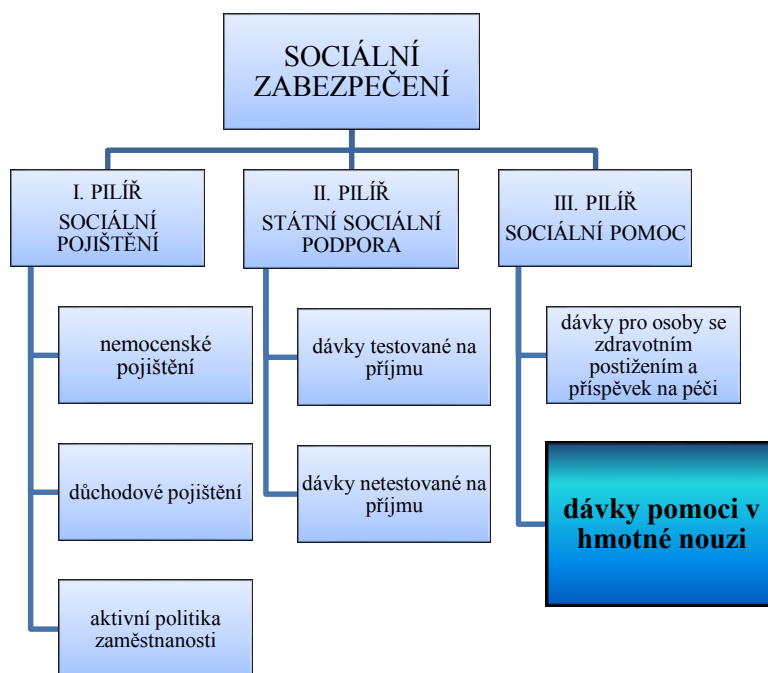 SOCIÁLNÍ
ZABEZPEČENÍ
I. PILÍŘ
SOCIÁLNÍ
POJIŠTĚNÍ
nemocenské
pojištění
důchodové pojištění
aktivní politika
zaměstnanosti
II. PILÍŘ
STÁTNÍ SOCIÁLNÍ
PODPORA
dávky testované na
příjmu
dávky netestované na
příjmu
III. PILÍŘ
SOCIÁLNÍ POMOC
dávky pro osoby se
zdravotním
postižením a
příspěvek na péči
dávky pomoci v
hmotné nouzi